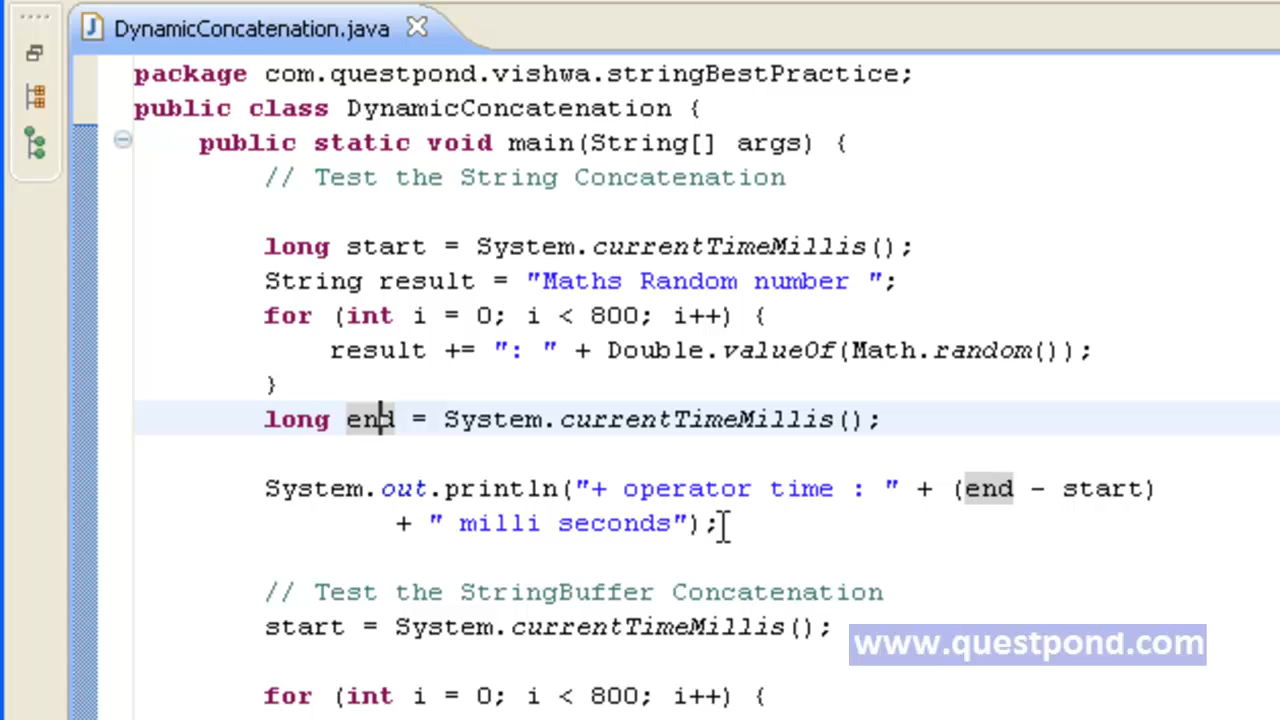 DynamicConcatenation.java
package com.questpond.vishwa.stringBestPractice;
public class DynamicConcatenation {
public static void main(String[] args) {
// Test the String Concatenation
long start = System.currentTimeMillis();
String result = "Maths Random number ";
for (int i = 0; i < 800; i++) {
result += ": " + Double.valueOf(Math.random());
}
long end = System.currentTimeMillis();
System.out.println("+ operator time : " + (end - start)
+ " milli seconds");
// Test the StringBuffer Concatenation
start = System.currentTimeMillis();
www.questpond.com
for (int i = 0; i < 800; i++) {